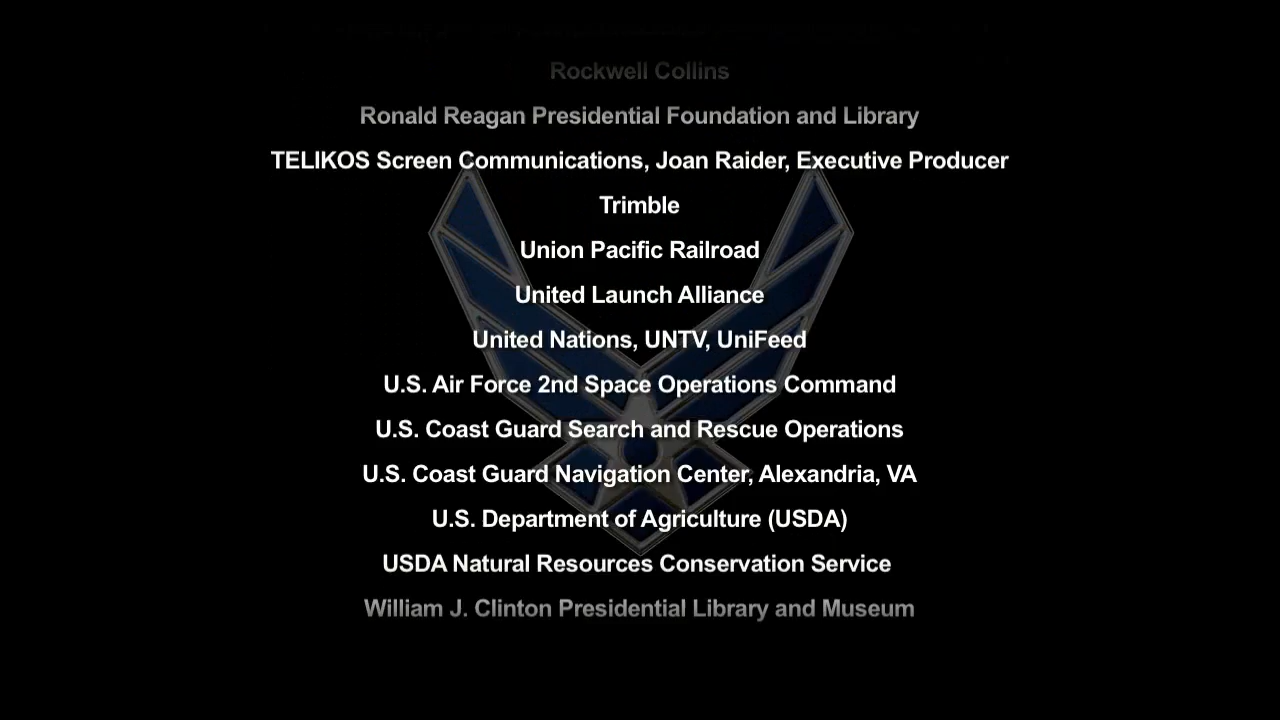 Rockwell Collins
Ronald Reagan Presidential Foundation and Library
TELIKOS Screen Communications, Joan Raider, Executive Producer
Trimble
Union Pacific Railroad
United Launch Alliance
United Nations, UNTV, UniFeed
U.S. Air Force 2nd Space Operations Command
U.S. Coast Guard Search and Rescue Operations
U.S. Coast Guard Navigation Center, Alexandria, VA
U.S. Department of Agriculture (USDA)
USDA Natural Resources Conservation Service
William J. Clinton Presidential Library and Museum